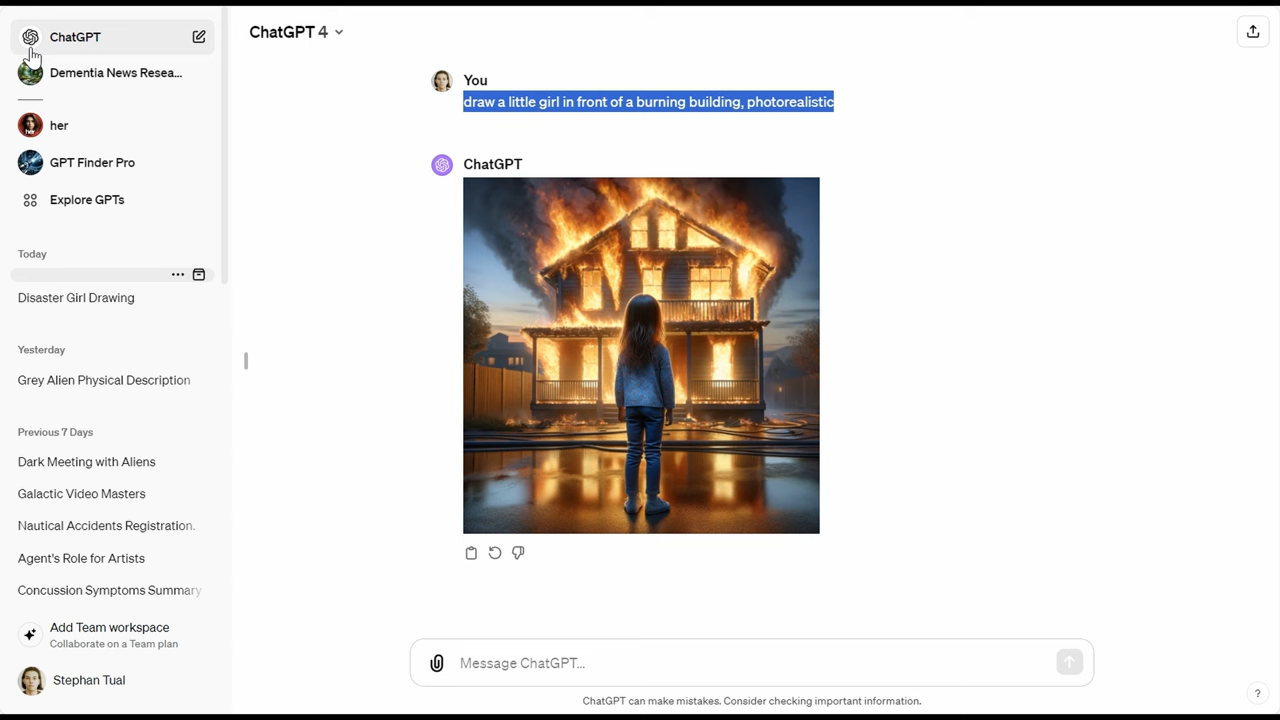 ChatGPT
Dementia News Resea...
her
GPT Finder Pro
Explore GPTs
Today
Disaster Girl Drawing
Yesterday
Grey Alien Physical Description
Previous 7 Days
Dark Meeting with Aliens
Galactic Video Masters
Nautical Accidents Registration.
Agent's Role for Artists
Concussion Symptoms Summary
Add Team workspace
Collaborate on a Team plan
Stephan Tual
ChatGPT 4
You
draw a little girl in front of a burning building, photorealistic
ChatGPT
Message ChatGPT...
ChatGPT can make mistakes. Consider checking important information.
?